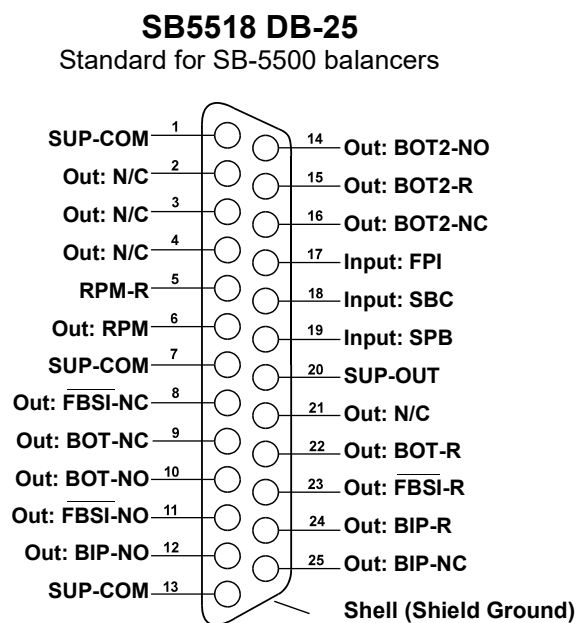 SB5518 DB-25
Standard for SB-5500 balancers
SUP-COM 1
Out: N/C 2
Out: N/C 3
Out: N/C 4
RPM-R 5
Out: RPM 6
SUP-COM 7
Out: F̅B̅S̅I̅-NC 8
Out: BOT-NC 9
Out: BOT-NO 10
Out: F̅B̅S̅I̅-NO 11
Out: BIP-NO 12
SUP-COM 13
14 Out: BOT2-NO
15 Out: BOT2-R
16 Out: BOT2-NC
17 Input: FPI
18 Input: SBC
19 Input: SPB
20 SUP-OUT
21 Out: N/C
22 Out: BOT-R
23 Out: F̅B̅S̅I̅-R
24 Out: BIP-R
25 Out: BIP-NC
Shell (Shield Ground)